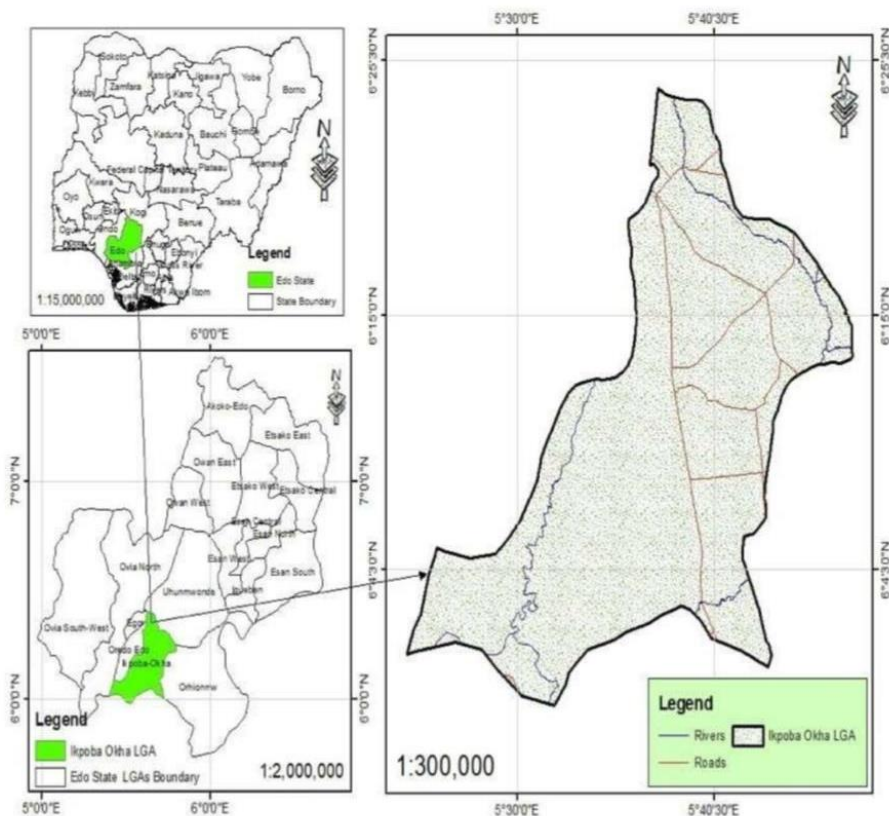 Sokoto
Katsina
Jigawa
Yobe
Borno
Kebbi
Zamfara
Kano
Kaduna
Bauchi
Gombe
Adamawa
Federal Capital Territory
Plateau
Nasarawa
Kwara
Oyo
Taraba
Ekiti
Kogi
Benue
Edo
N
Legend
Edo State
State Boundary
1:15,000,000
5°0'0"E
6°0'0"E
7°0'0"N
6°0'0"N
N
Akoko-Edo
Etsako East
Owan East
Etsako West
Etsako Central
Owan West
Esan Central
Esan North
Esan West
Esan South
Ovia North
Uhunmwonds
Ovia South-West
Egor
Oredo Edo
Ikpoba-Okha
Orhionmw
Legend
Ikpoba Okha LGA
Edo State LGAs Boundary
1:2,000,000
7°0'0"N
6°0'0"N
5°0'0"E
6°0'0"E
5°30'0"E
5°40'30"E
6°25'30"N
6°15'0"N
6°4'30"N
N
Legend
Rivers
Ikpoba Okha LGA
Roads
1:300,000
6°25'30"N
6°15'0"N
6°4'30"N
5°30'0"E
5°40'30"E